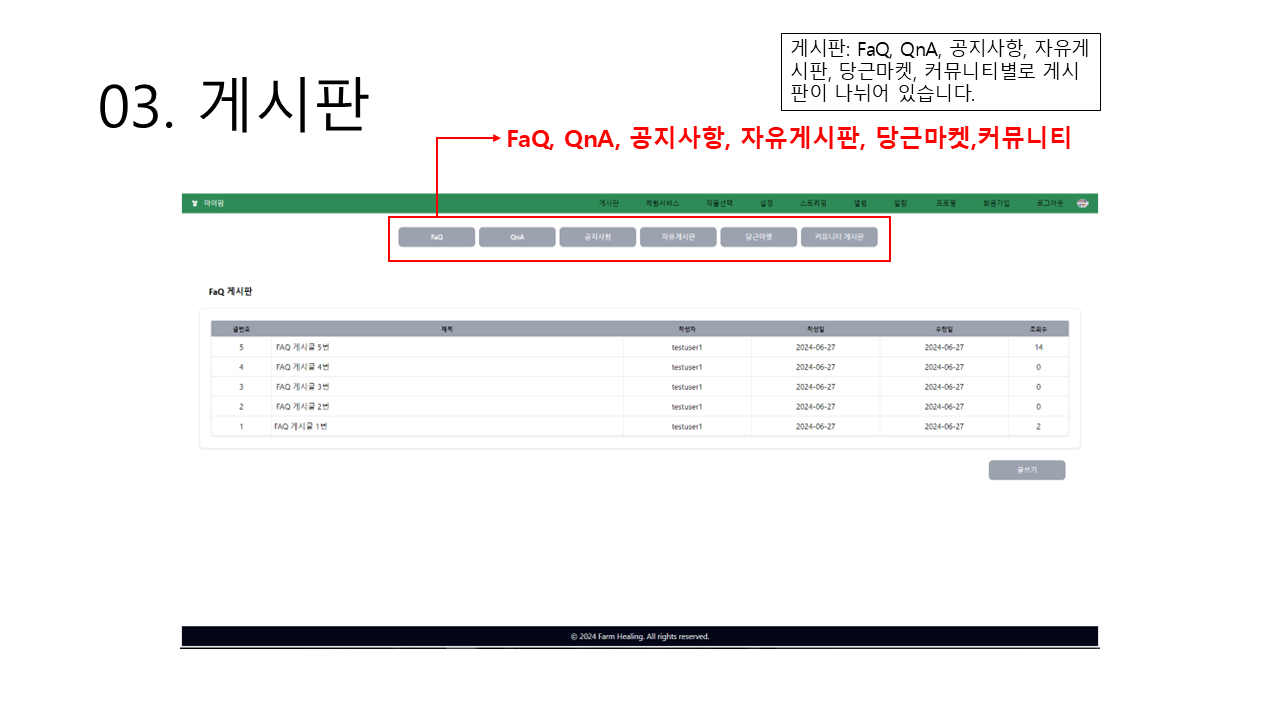 게시판: FaQ, QnA, 공지사항, 자유게
시판, 당근마켓, 커뮤니티별로 게시
판이 나뉘어 있습니다.
03. 게시판
FaQ, QnA, 공지사항, 자유게시판, 당근마켓,커뮤니티
마이팜 게시판 체험서비스 작물선택 설정 스트리밍 앨범 알람 프로필 회원가입 로그아웃
FaQ QnA 공지사항 자유게시판 당근마켓 커뮤니티 게시판
FaQ 게시판
글번호 제목 작성자 작성일 수정일 조회수
5 FAQ 게시글 5번 testuser1 2024-06-27 2024-06-27 14
4 FAQ 게시글 4번 testuser1 2024-06-27 2024-06-27 0
3 FAQ 게시글 3번 testuser1 2024-06-27 2024-06-27 0
2 FAQ 게시글 2번 testuser1 2024-06-27 2024-06-27 0
1 FAQ 게시글 1번 testuser1 2024-06-27 2024-06-27 2
글쓰기
© 2024 Farm Healing. All rights reserved.